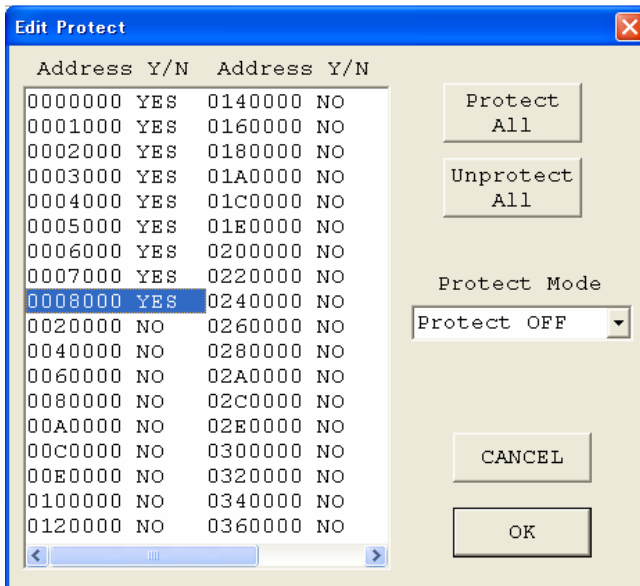 Edit Protect
Address Y/N Address Y/N
0000000 YES 0140000 NO
0001000 YES 0160000 NO
0002000 YES 0180000 NO
0003000 YES 01A0000 NO
0004000 YES 01C0000 NO
0005000 YES 01E0000 NO
0006000 YES 0200000 NO
0007000 YES 0220000 NO
0008000 YES 0240000 NO
0020000 NO 0260000 NO
0040000 NO 0280000 NO
0060000 NO 02A0000 NO
0080000 NO 02C0000 NO
00A0000 NO 02E0000 NO
00C0000 NO 0300000 NO
00E0000 NO 0320000 NO
0100000 NO 0340000 NO
0120000 NO 0360000 NO
Protect
All
Unprotect
All
Protect Mode
Protect OFF
CANCEL
OK